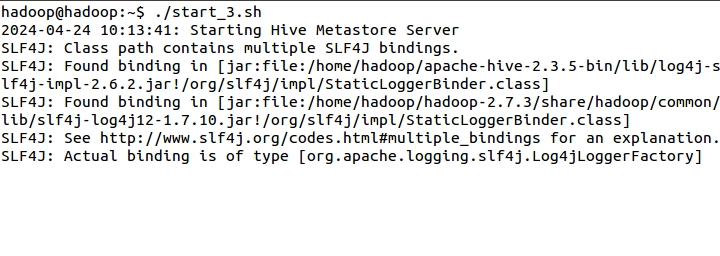 hadoop@hadoop:~$ ./start_3.sh
2024-04-24 10:13:41: Starting Hive Metastore Server
SLF4J: Class path contains multiple SLF4J bindings.
SLF4J: Found binding in [jar:file:/home/hadoop/apache-hive-2.3.5-bin/lib/log4j-s
lf4j-impl-2.6.2.jar!/org/slf4j/impl/StaticLoggerBinder.class]
SLF4J: Found binding in [jar:file:/home/hadoop/hadoop-2.7.3/share/hadoop/common/
lib/slf4j-log4j12-1.7.10.jar!/org/slf4j/impl/StaticLoggerBinder.class]
SLF4J: See http://www.slf4j.org/codes.html#multiple_bindings for an explanation.
SLF4J: Actual binding is of type [org.apache.logging.slf4j.Log4jLoggerFactory]